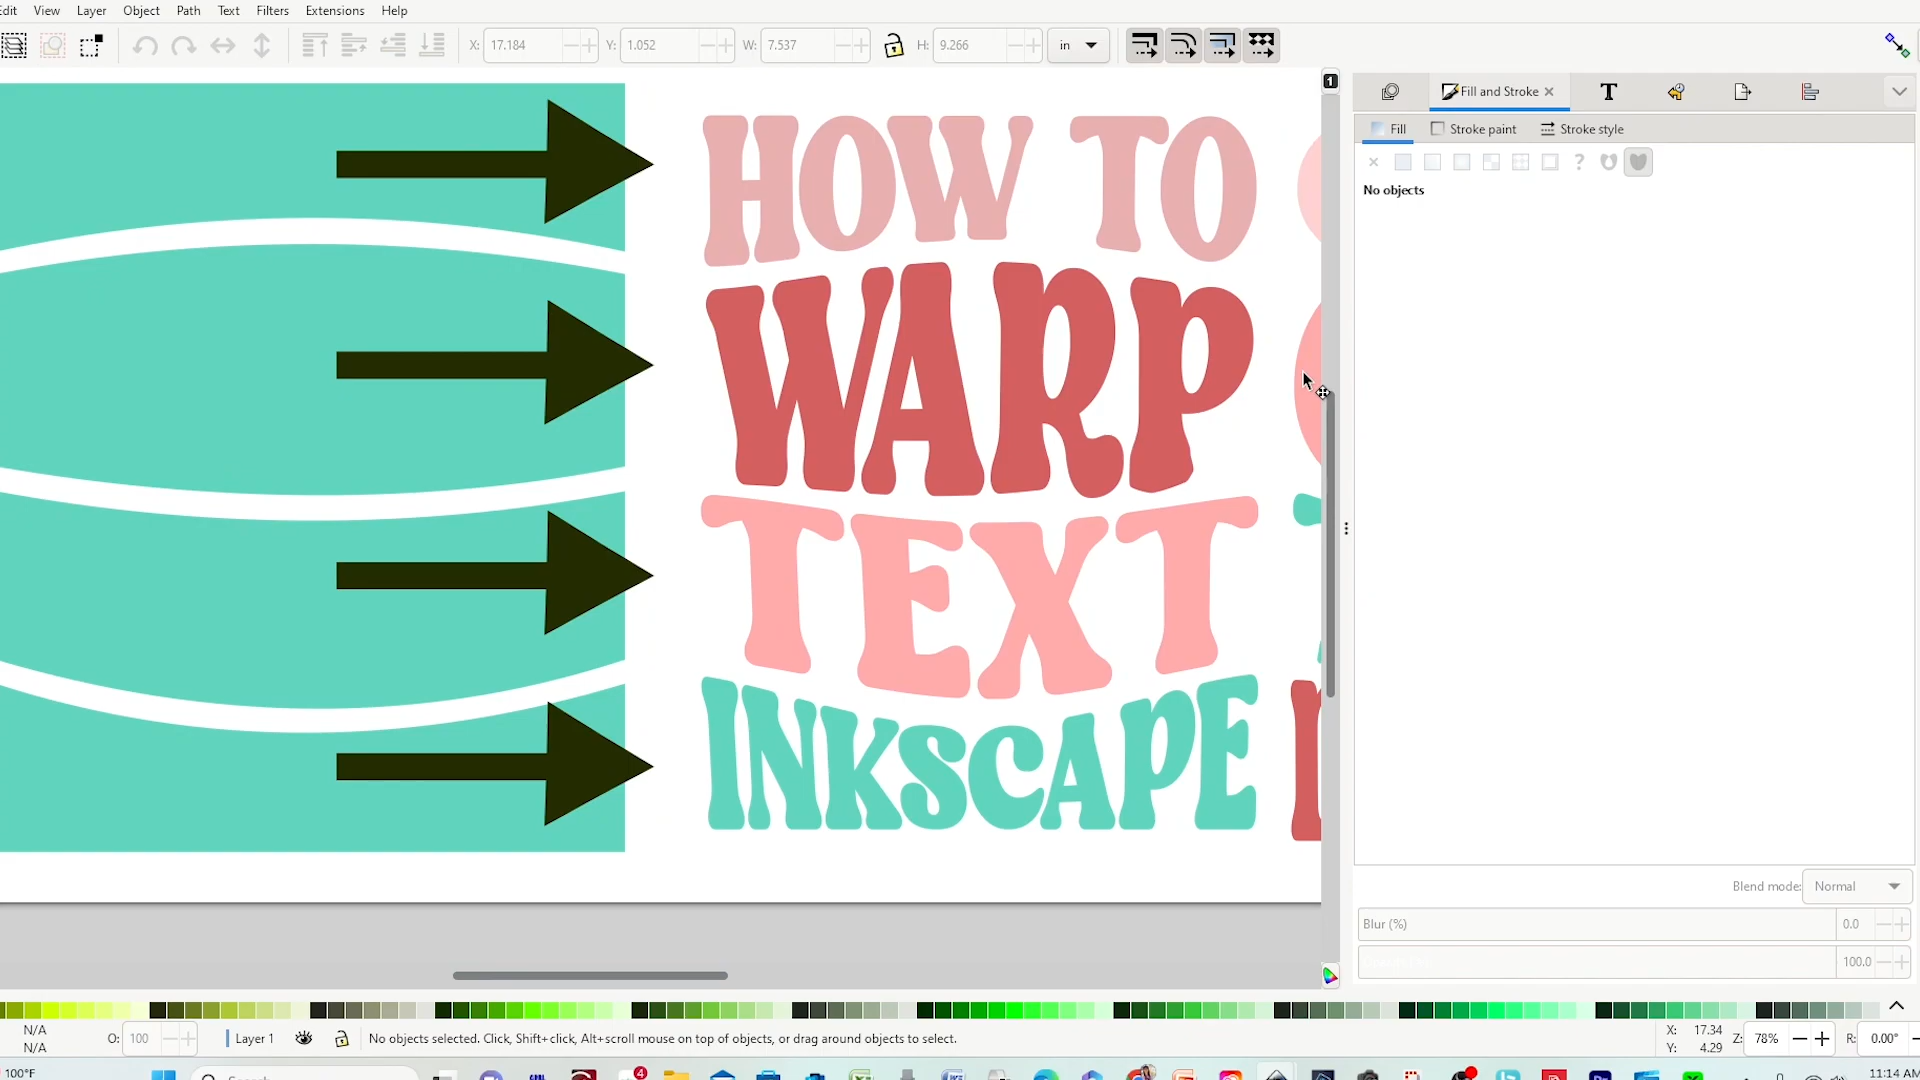 Edit View Layer Object Path Text Filters Extensions Help
X: 17.184 Y: 1.052 W: 7.537 H: 9.266 in
1
Fill and Stroke
Fill Stroke paint Stroke style
No objects
HOW TO
WARP
TEXT
INKSCAPE
Blend mode: Normal
Blur (%) 0.0
100.0
N/A
N/A
O: 100
Layer 1
No objects selected. Click, Shift+click, Alt+scroll mouse on top of objects, or drag around objects to select.
X: 17.34
Y: 4.29
Z: 78%
R: 0.00°
100°F
4
11:14 AM